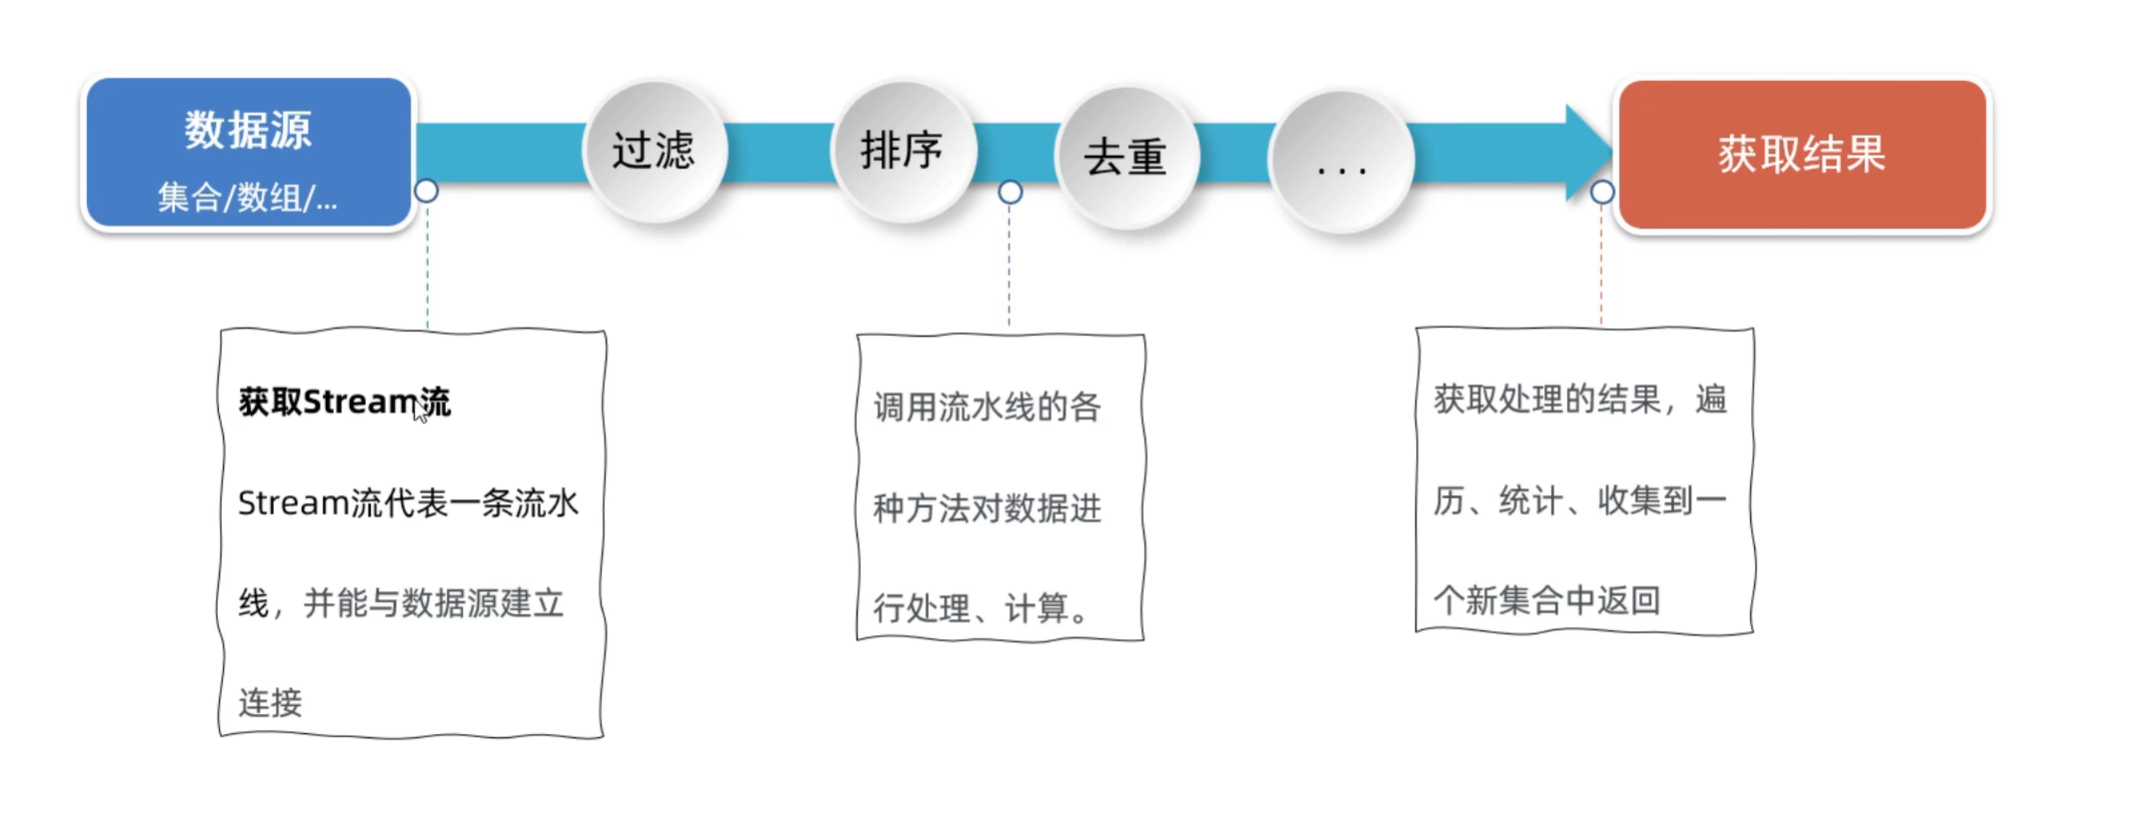 数据源
集合/数组/...
过滤
排序
去重
...
获取结果
获取Stream流
Stream流代表一条流水
线，并能与数据源建立
连接
调用流水线的各
种方法对数据进
行处理、计算。
获取处理的结果，遍
历、统计、收集到一
个新集合中返回